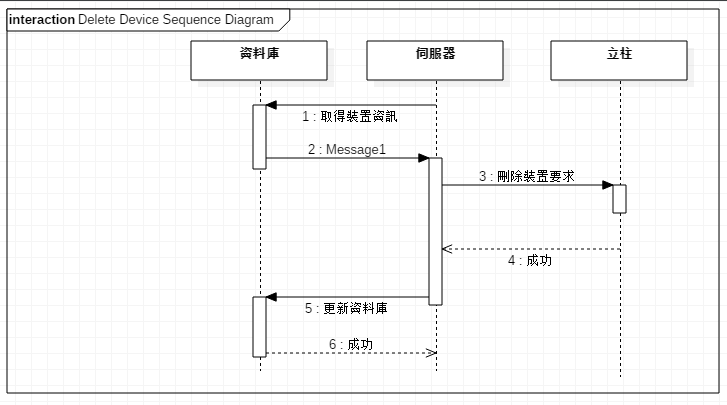 interaction Delete Device Sequence Diagram
資料庫
伺服器
立柱
1 : 取得裝置資訊
2 : Message1
3 : 刪除裝置要求
4 : 成功
5 : 更新資料庫
6 : 成功